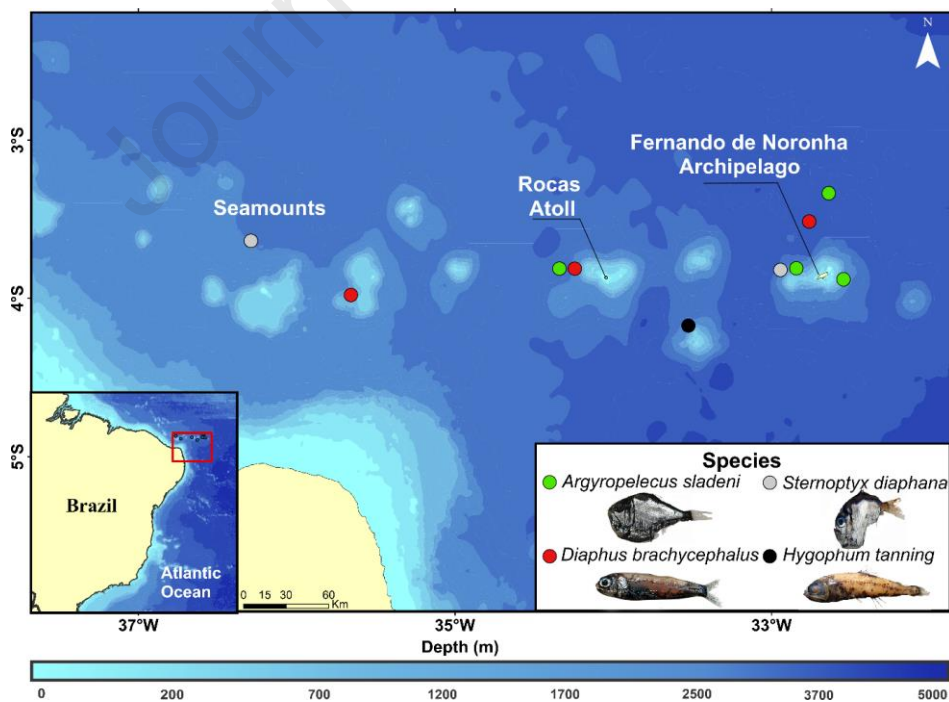 journ
N
3°S
4°S
5°S
Seamounts
Rocas
Atoll
Fernando de Noronha
Archipelago
Brazil
Atlantic
Ocean
0 15 30 60
Km
Species
Argyropelecus sladeni
Sternoptyx diaphana
Diaphus brachycephalus
Hygophum tanning
37°W 35°W 33°W
Depth (m)
0 200 700 1200 1700 2500 3700 5000